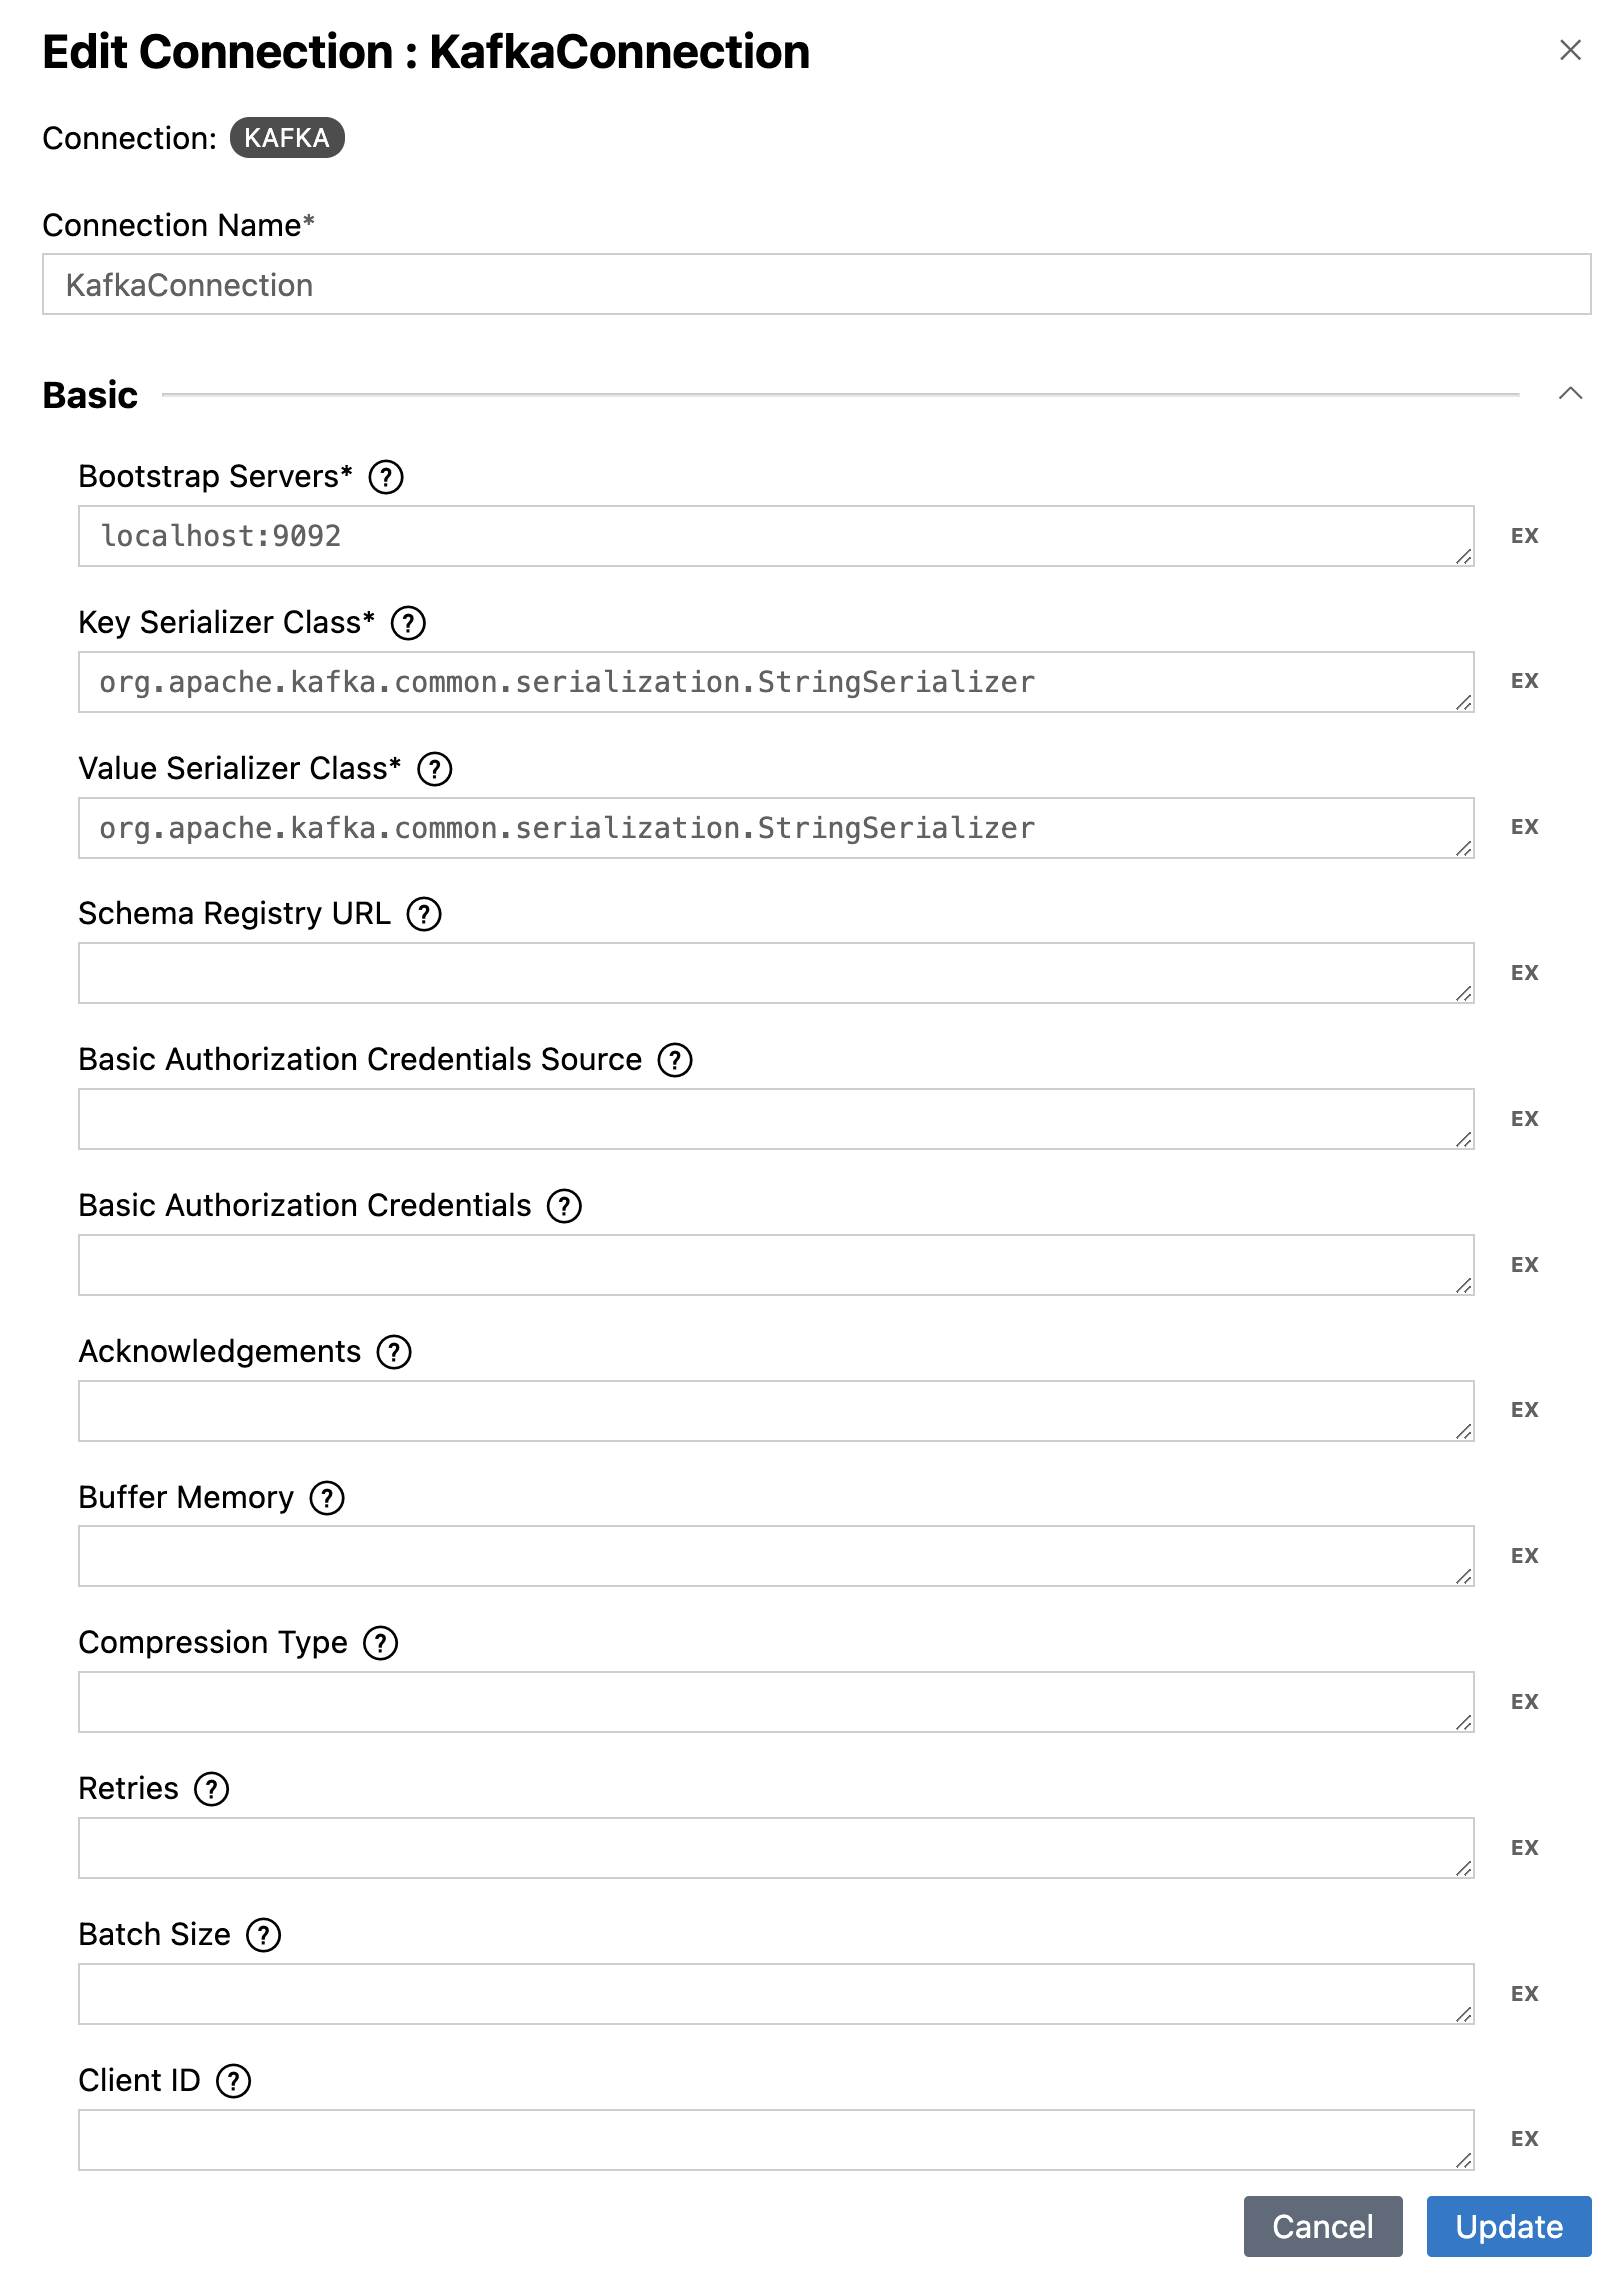 Edit Connection : KafkaConnection
Connection: KAFKA
Connection Name*
KafkaConnection
Basic
Bootstrap Servers* ?
localhost:9092 EX
Key Serializer Class* ?
org.apache.kafka.common.serialization.StringSerializer EX
Value Serializer Class* ?
org.apache.kafka.common.serialization.StringSerializer EX
Schema Registry URL ?
EX
Basic Authorization Credentials Source ?
EX
Basic Authorization Credentials ?
EX
Acknowledgements ?
EX
Buffer Memory ?
EX
Compression Type ?
EX
Retries ?
EX
Batch Size ?
EX
Client ID ?
EX
Cancel Update